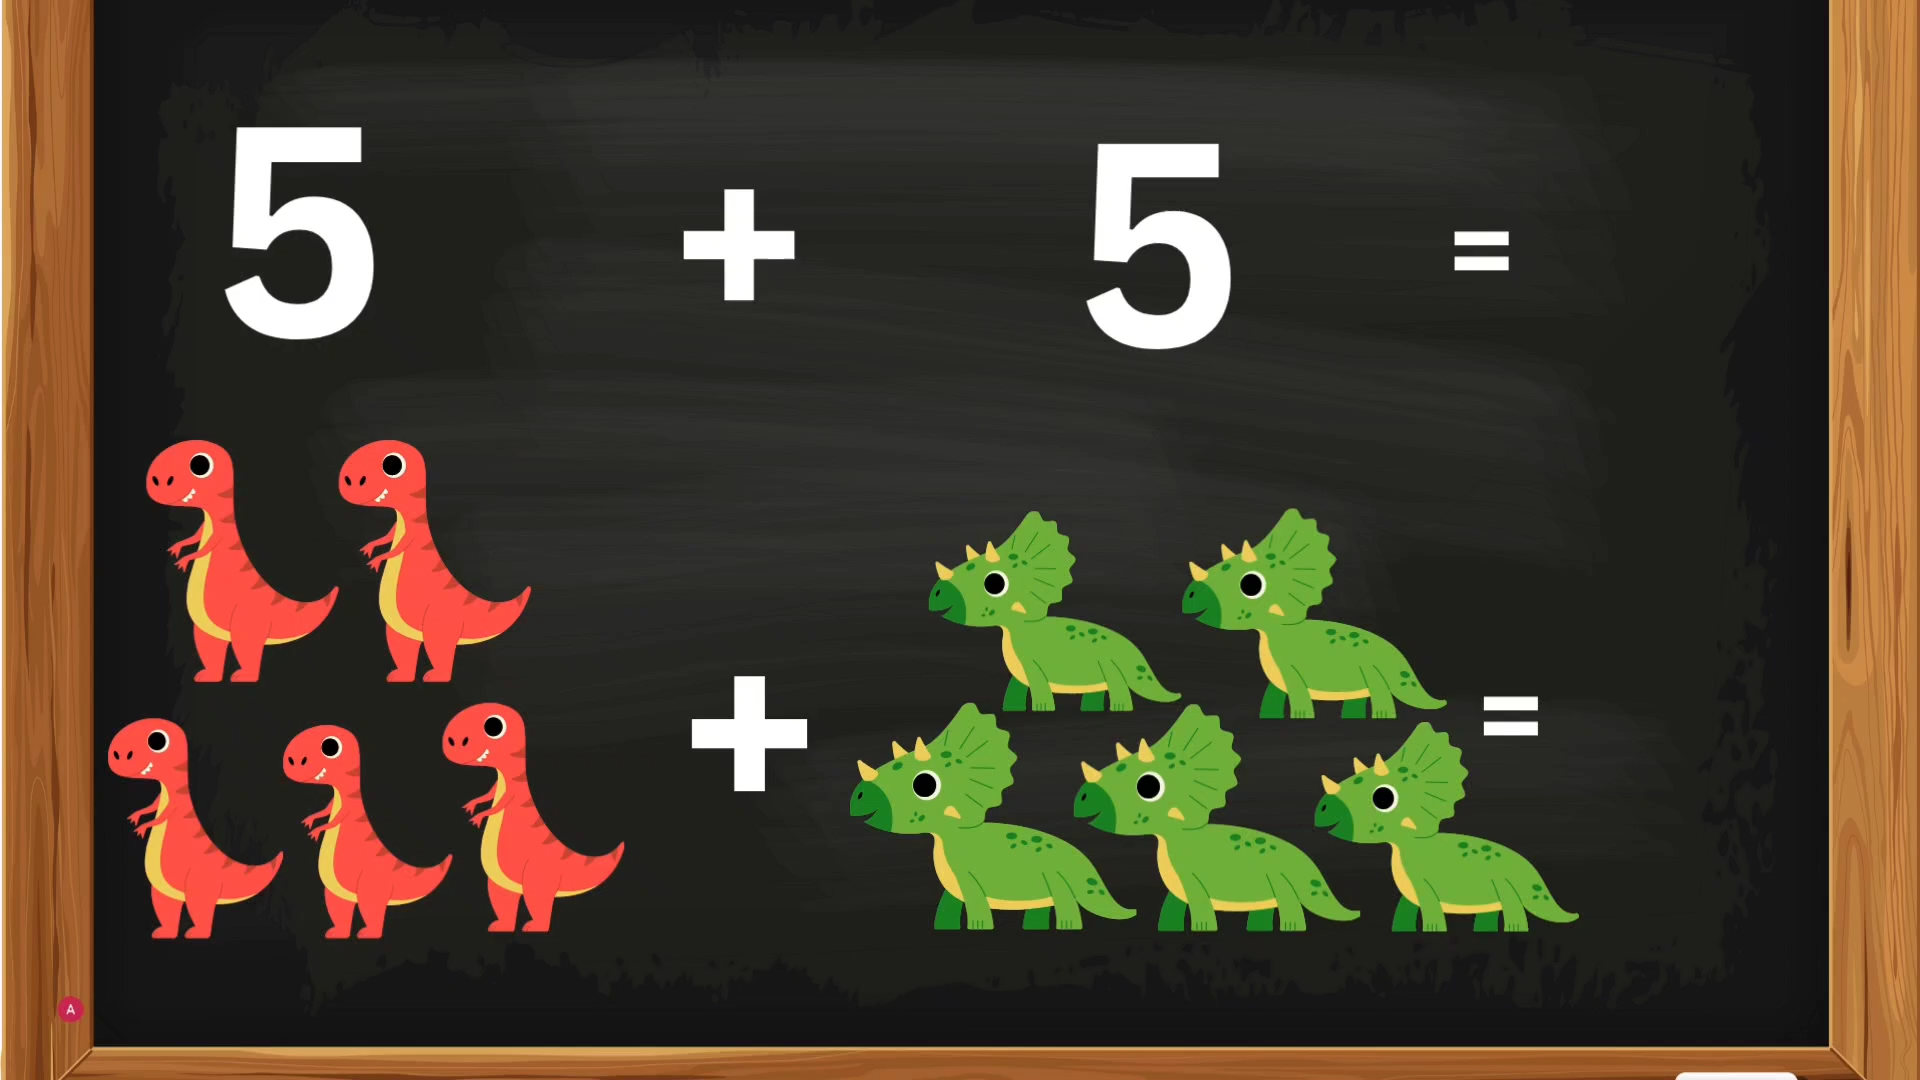 5 + 5 =
+ =
A